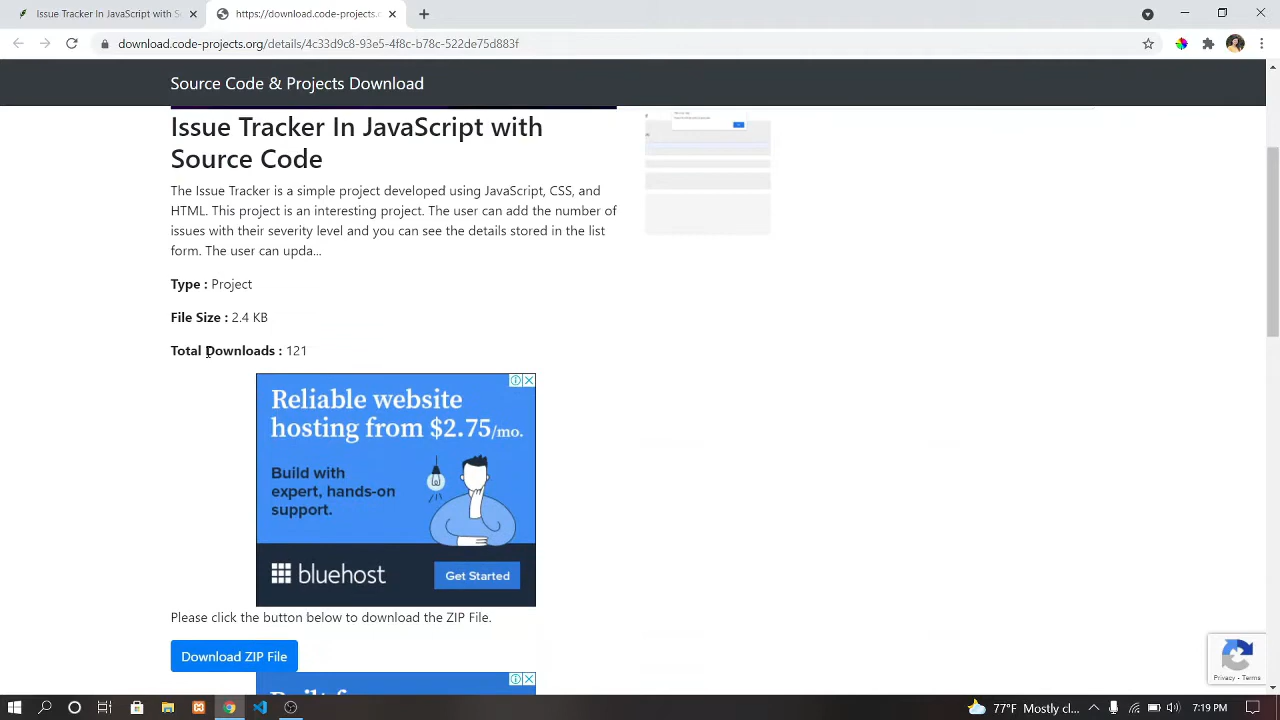 Issue Tracker In JavaScript with S
https://download.code-projects.o
download.code-projects.org/details/4c33d9c8-93e5-4f8c-b78c-522de75d883f
Source Code & Projects Download
Issue Tracker In JavaScript with
Source Code
The Issue Tracker is a simple project developed using JavaScript, CSS, and
HTML. This project is an interesting project. The user can add the number of
issues with their severity level and you can see the details stored in the list
form. The user can upda...
Type : Project
File Size : 2.4 KB
Total Downloads : 121
Reliable website
hosting from $2.75/mo.
Build with
expert, hands-on
support.
bluehost
Get Started
Please click the button below to download the ZIP File.
Download ZIP File
Privacy - Terms
77°F Mostly cl...
7:19 PM